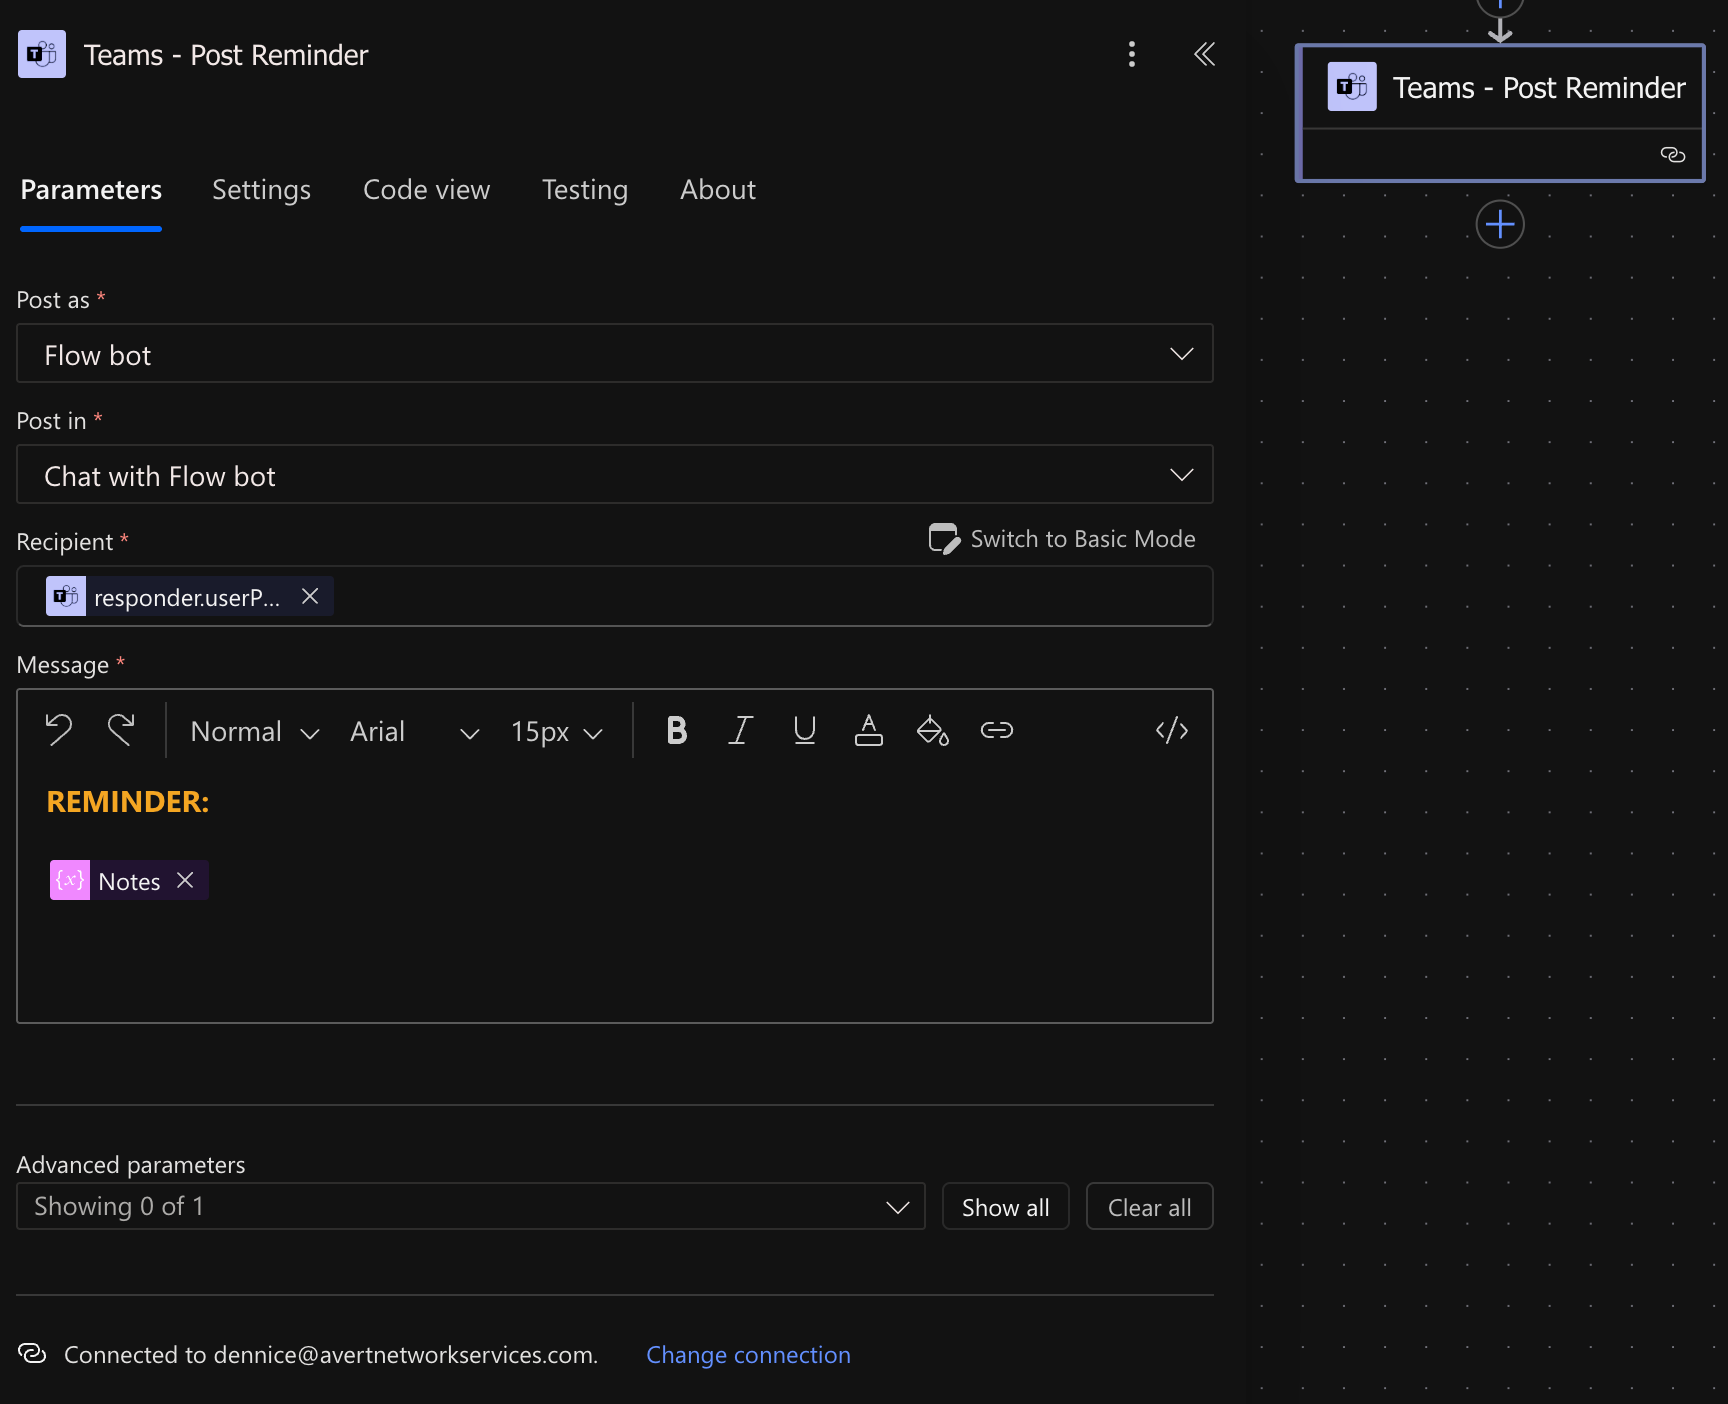 Teams - Post Reminder
Parameters Settings Code view Testing About
Post as *
Flow bot
Post in *
Chat with Flow bot
Recipient *
Switch to Basic Mode
responder.userP...
Message *
Normal Arial 15px B I U A </>
REMINDER:
{x} Notes
Advanced parameters
Showing 0 of 1
Show all
Clear all
Connected to dennice@avertnetworkservices.com. Change connection
Teams - Post Reminder